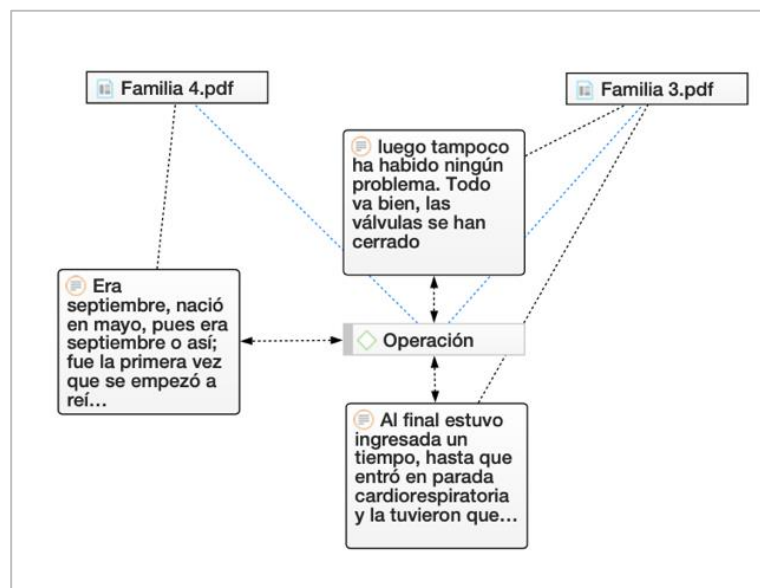 Familia 4.pdf
Familia 3.pdf
luego tampoco
ha habido ningún
problema. Todo
va bien, las
válvulas se han
cerrado
Era
septiembre, nació
en mayo, pues era
septiembre o así;
fue la primera vez
que se empezó a
reí…
Operación
Al final estuvo
ingresada un
tiempo, hasta que
entró en parada
cardiorespiratoria
y la tuvieron que…